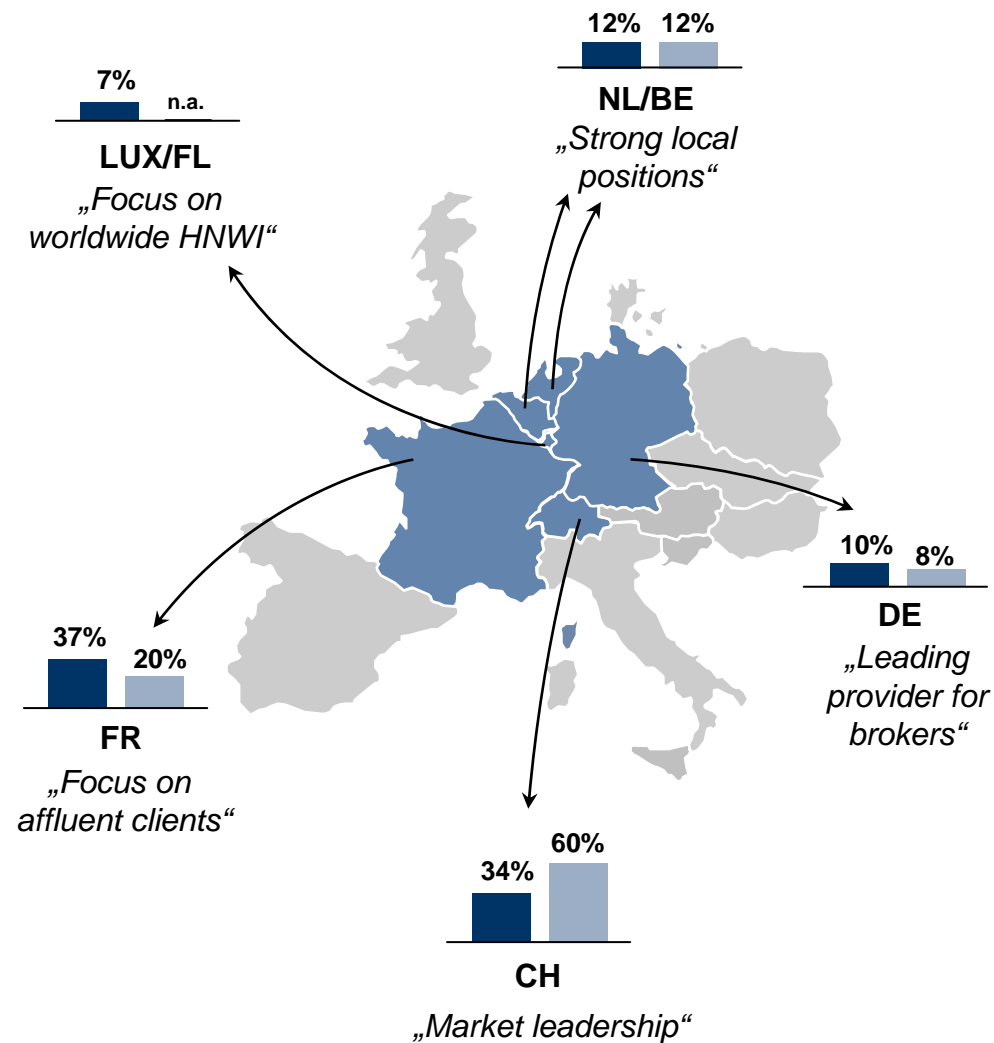 12% 12%
NL/BE
„Strong local
positions“
7% n.a.
LUX/FL
„Focus on
worldwide HNWI“
10% 8%
DE
„Leading
provider for
brokers“
37% 20%
FR
„Focus on
affluent clients“
34% 60%
CH
„Market leadership“